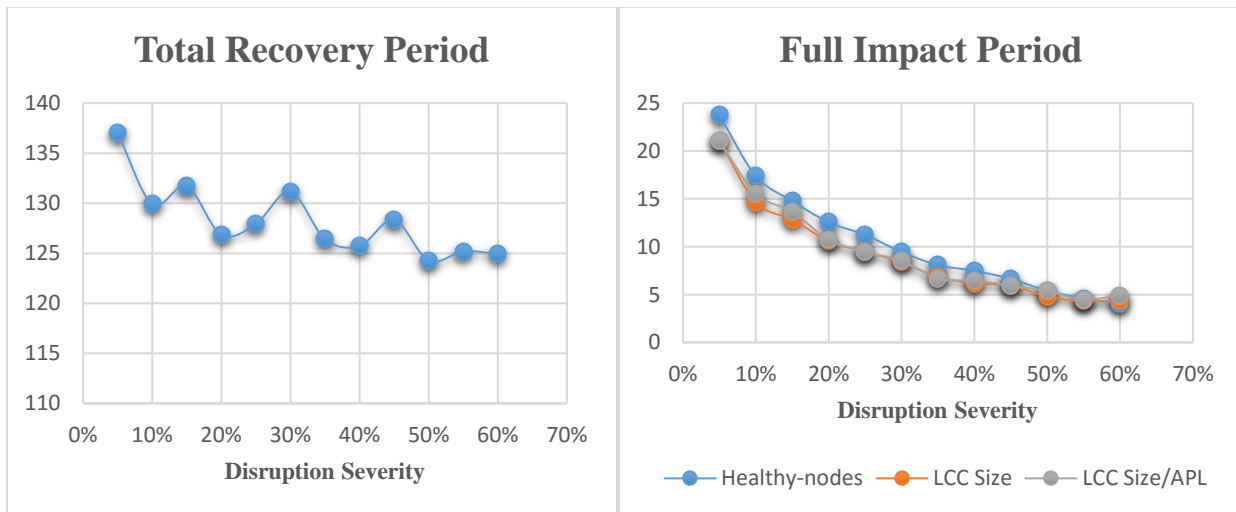 Total Recovery Period
140
135
130
125
120
115
110
0% 10% 20% 30% 40% 50% 60% 70%
Disruption Severity
Full Impact Period
25
20
15
10
5
0
0% 10% 20% 30% 40% 50% 60% 70%
Disruption Severity
Healthy-nodes LCC Size LCC Size/APL